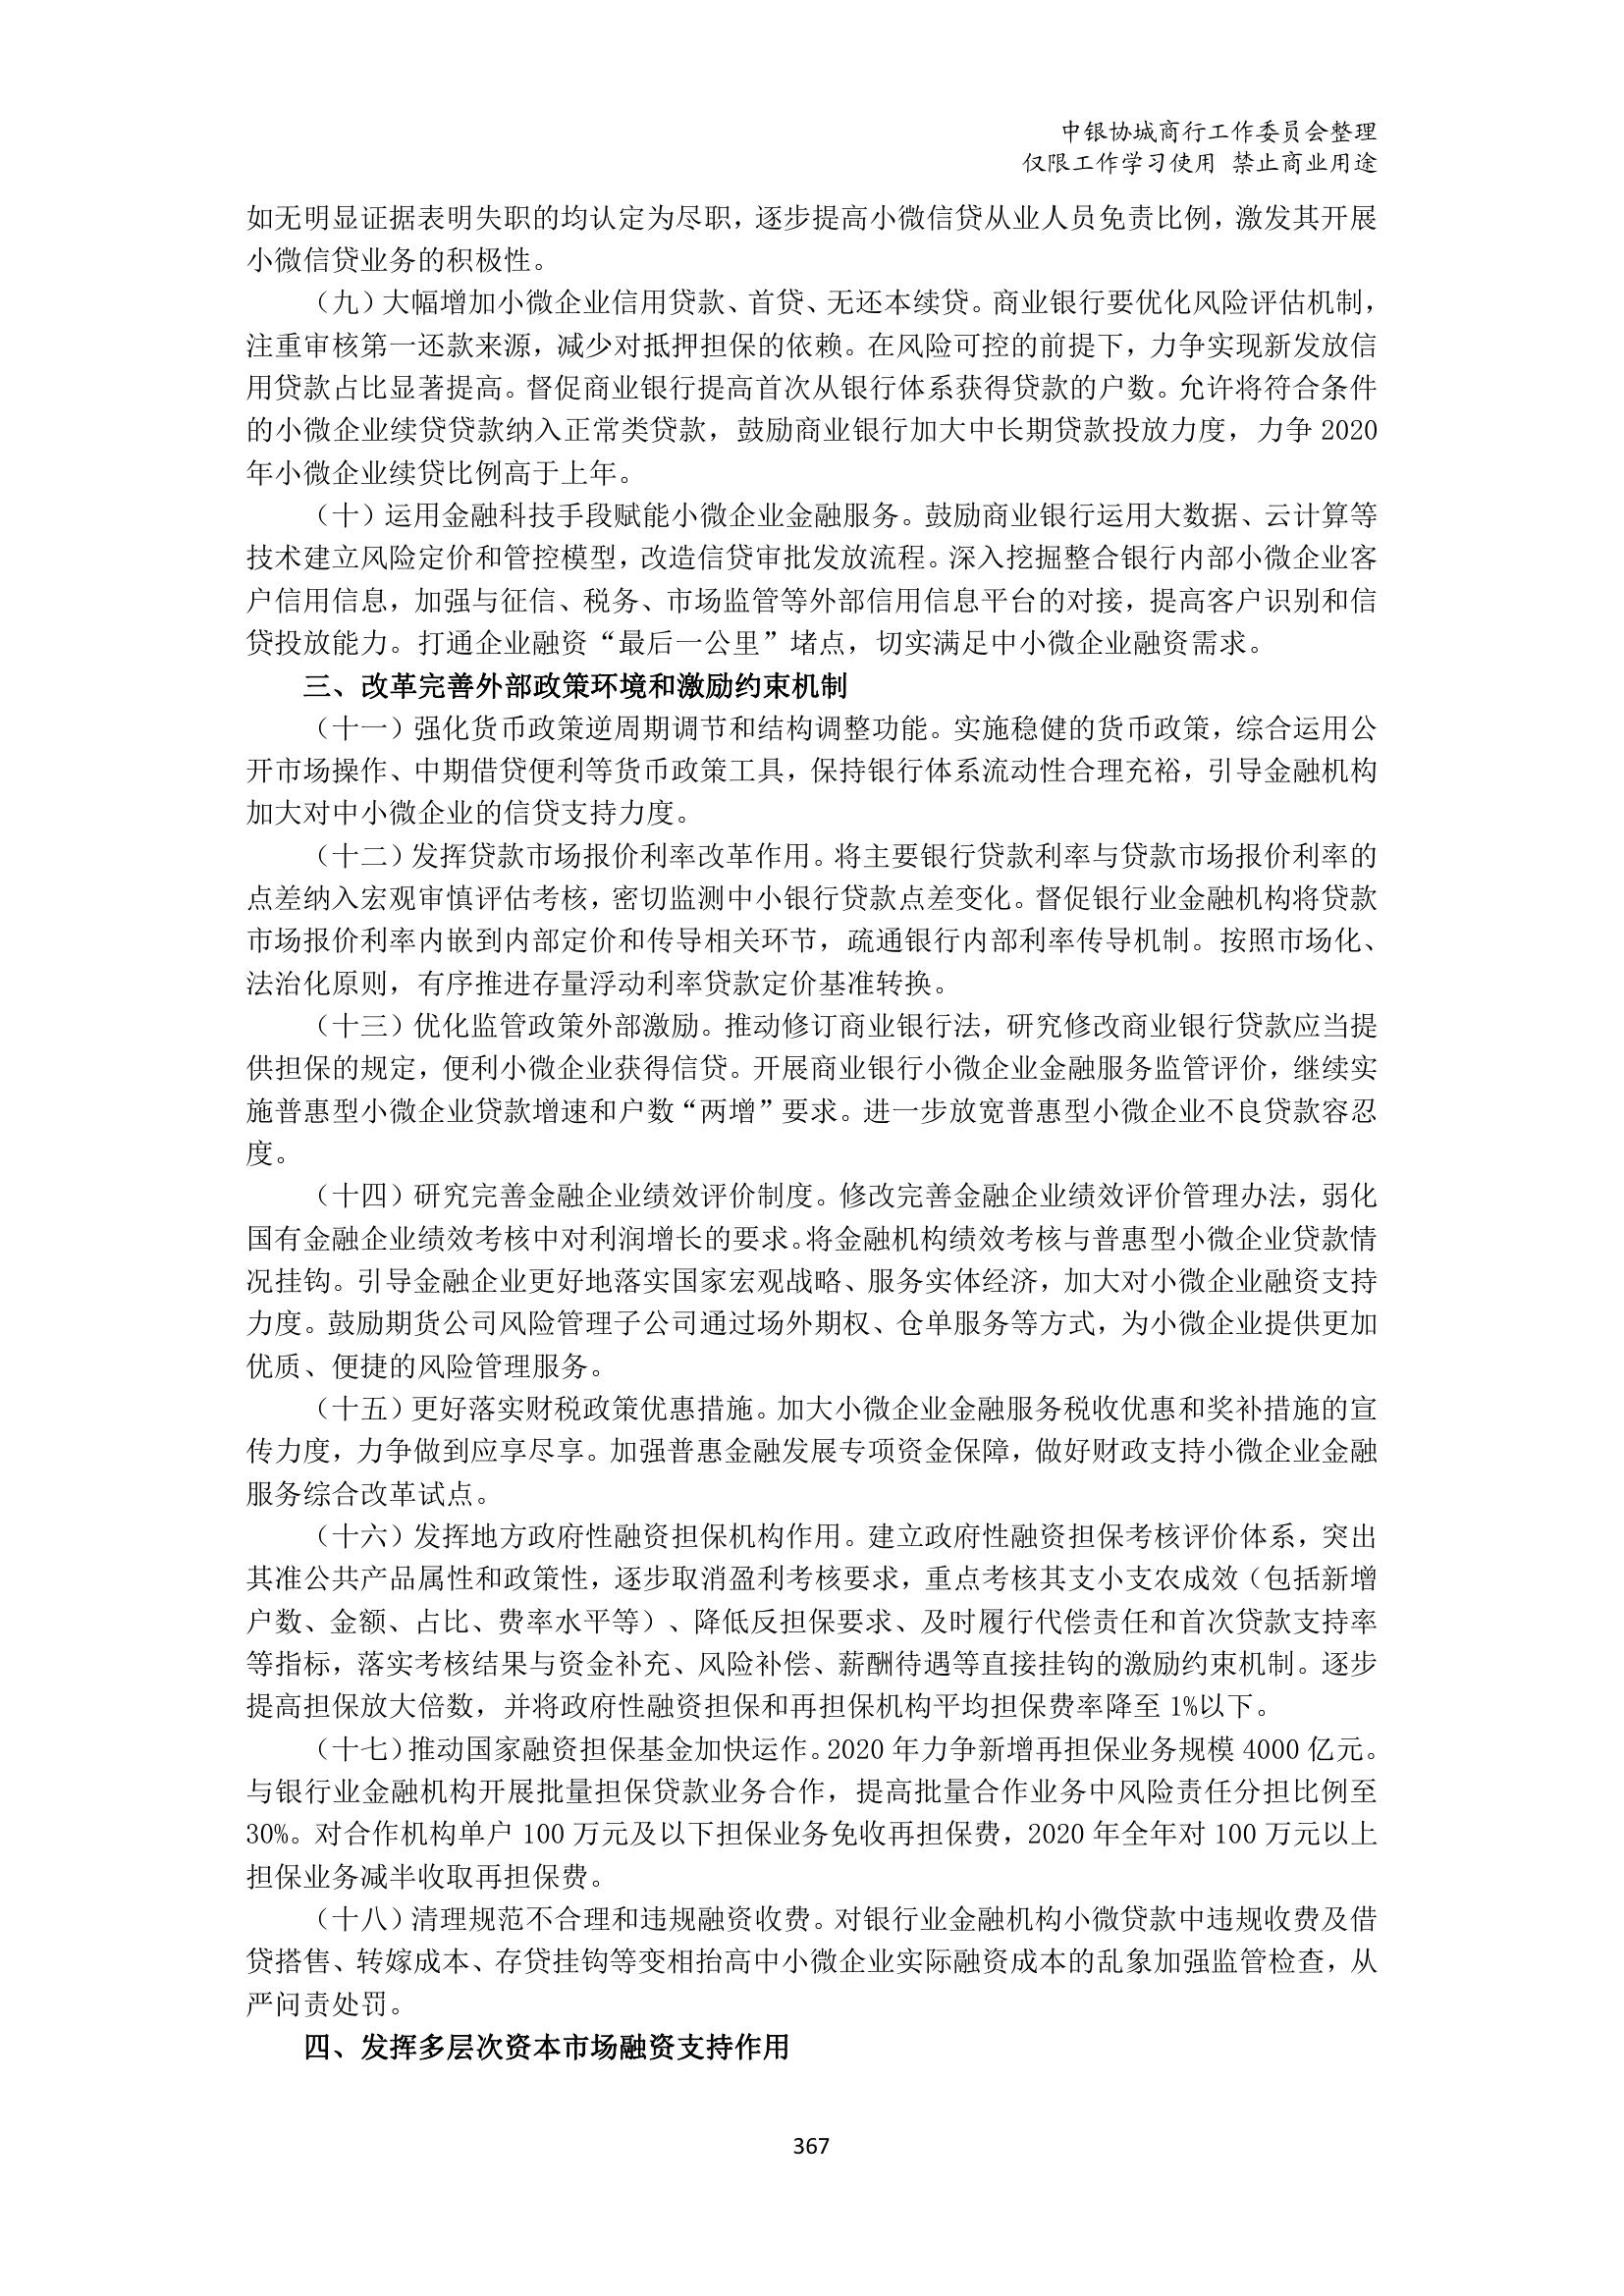 中银协城商行工作委员会整理
仅限工作学习使用 禁止商业用途
如无明显证据表明失职的均认定为尽职，逐步提高小微信贷从业人员免责比例，激发其开展
小微信贷业务的积极性。
（九）大幅增加小微企业信用贷款、首贷、无还本续贷。商业银行要优化风险评估机制，
注重审核第一还款来源，减少对抵押担保的依赖。在风险可控的前提下，力争实现新发放信
用贷款占比显著提高。督促商业银行提高首次从银行体系获得贷款的户数。允许将符合条件
的小微企业续贷贷款纳入正常类贷款，鼓励商业银行加大中长期贷款投放力度，力争 2020
年小微企业续贷比例高于上年。
（十）运用金融科技手段赋能小微企业金融服务。鼓励商业银行运用大数据、云计算等
技术建立风险定价和管控模型，改造信贷审批发放流程。深入挖掘整合银行内部小微企业客
户信用信息，加强与征信、税务、市场监管等外部信用信息平台的对接，提高客户识别和信
贷投放能力。打通企业融资“最后一公里”堵点，切实满足中小微企业融资需求。
三、改革完善外部政策环境和激励约束机制
（十一）强化货币政策逆周期调节和结构调整功能。实施稳健的货币政策，综合运用公
开市场操作、中期借贷便利等货币政策工具，保持银行体系流动性合理充裕，引导金融机构
加大对中小微企业的信贷支持力度。
（十二）发挥贷款市场报价利率改革作用。将主要银行贷款利率与贷款市场报价利率的
点差纳入宏观审慎评估考核，密切监测中小银行贷款点差变化。督促银行业金融机构将贷款
市场报价利率内嵌到内部定价和传导相关环节，疏通银行内部利率传导机制。按照市场化、
法治化原则，有序推进存量浮动利率贷款定价基准转换。
（十三）优化监管政策外部激励。推动修订商业银行法，研究修改商业银行贷款应当提
供担保的规定，便利小微企业获得信贷。开展商业银行小微企业金融服务监管评价，继续实
施普惠型小微企业贷款增速和户数“两增”要求。进一步放宽普惠型小微企业不良贷款容忍
度。
（十四）研究完善金融企业绩效评价制度。修改完善金融企业绩效评价管理办法，弱化
国有金融企业绩效考核中对利润增长的要求。将金融机构绩效考核与普惠型小微企业贷款情
况挂钩。引导金融企业更好地落实国家宏观战略、服务实体经济，加大对小微企业融资支持
力度。鼓励期货公司风险管理子公司通过场外期权、仓单服务等方式，为小微企业提供更加
优质、便捷的风险管理服务。
（十五）更好落实财税政策优惠措施。加大小微企业金融服务税收优惠和奖补措施的宣
传力度，力争做到应享尽享。加强普惠金融发展专项资金保障，做好财政支持小微企业金融
服务综合改革试点。
（十六）发挥地方政府性融资担保机构作用。建立政府性融资担保考核评价体系，突出
其准公共产品属性和政策性，逐步取消盈利考核要求，重点考核其支小支农成效（包括新增
户数、金额、占比、费率水平等）、降低反担保要求、及时履行代偿责任和首次贷款支持率
等指标，落实考核结果与资金补充、风险补偿、薪酬待遇等直接挂钩的激励约束机制。逐步
提高担保放大倍数，并将政府性融资担保和再担保机构平均担保费率降至 1%以下。
（十七）推动国家融资担保基金加快运作。2020 年力争新增再担保业务规模 4000 亿元。
与银行业金融机构开展批量担保贷款业务合作，提高批量合作业务中风险责任分担比例至
30%。对合作机构单户 100 万元及以下担保业务免收再担保费，2020 年全年对 100 万元以上
担保业务减半收取再担保费。
（十八）清理规范不合理和违规融资收费。对银行业金融机构小微贷款中违规收费及借
贷搭售、转嫁成本、存贷挂钩等变相抬高中小微企业实际融资成本的乱象加强监管检查，从
严问责处罚。
四、发挥多层次资本市场融资支持作用
367